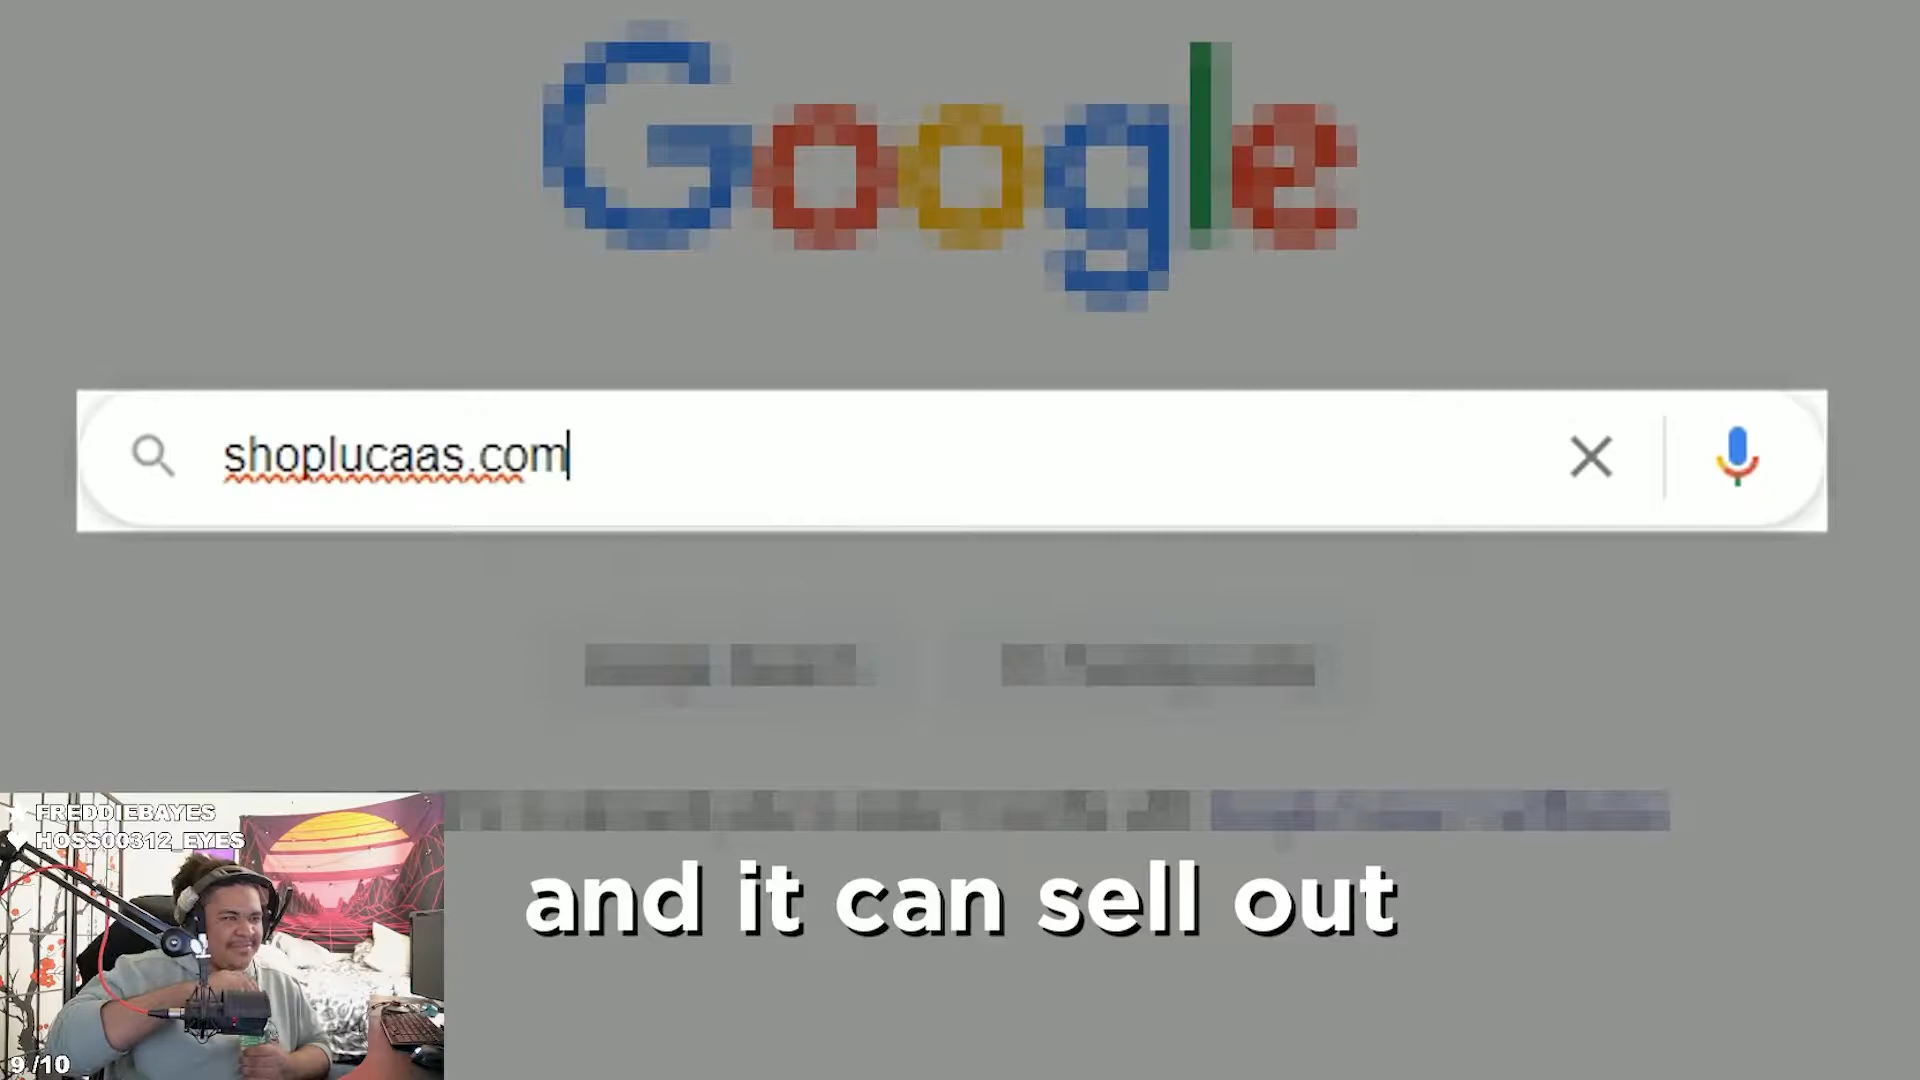 Google
shoplucaas.com
FREDDIEBAYES
HOSS00312_EYES
and it can sell out
9 /10